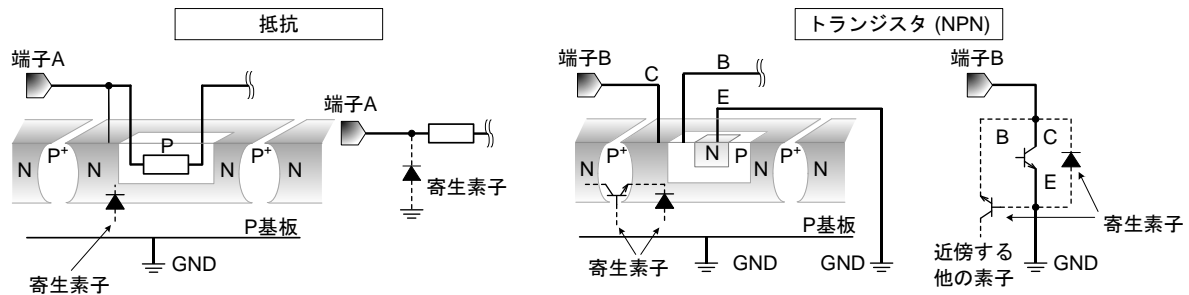 抵抗
トランジスタ (NPN)
端子A
端子A
N
P+
N
P
N
P+
N
寄生素子
P基板
GND
寄生素子
端子B
C
B
E
N
P+
N
N
P
N
P+
N
P基板
寄生素子
GND
GND
端子B
B
C
E
寄生素子
近傍する
他の素子
GND